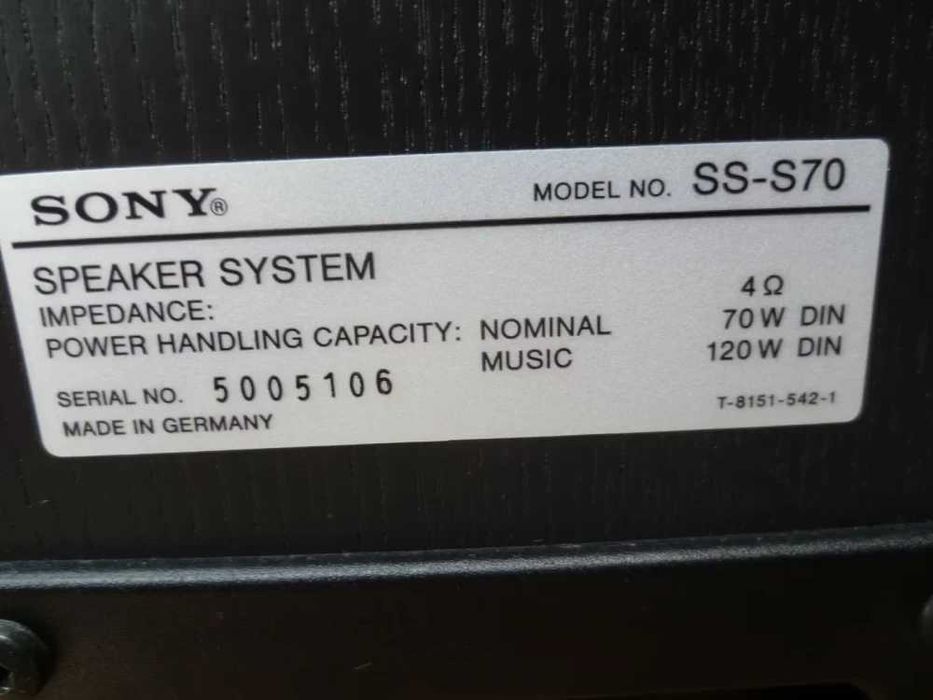 SONY® MODEL NO. SS-S70
SPEAKER SYSTEM
IMPEDANCE: 4 Ω
POWER HANDLING CAPACITY: NOMINAL 70 W DIN
MUSIC 120 W DIN
SERIAL NO. 5005106
T-8151-542-1
MADE IN GERMANY